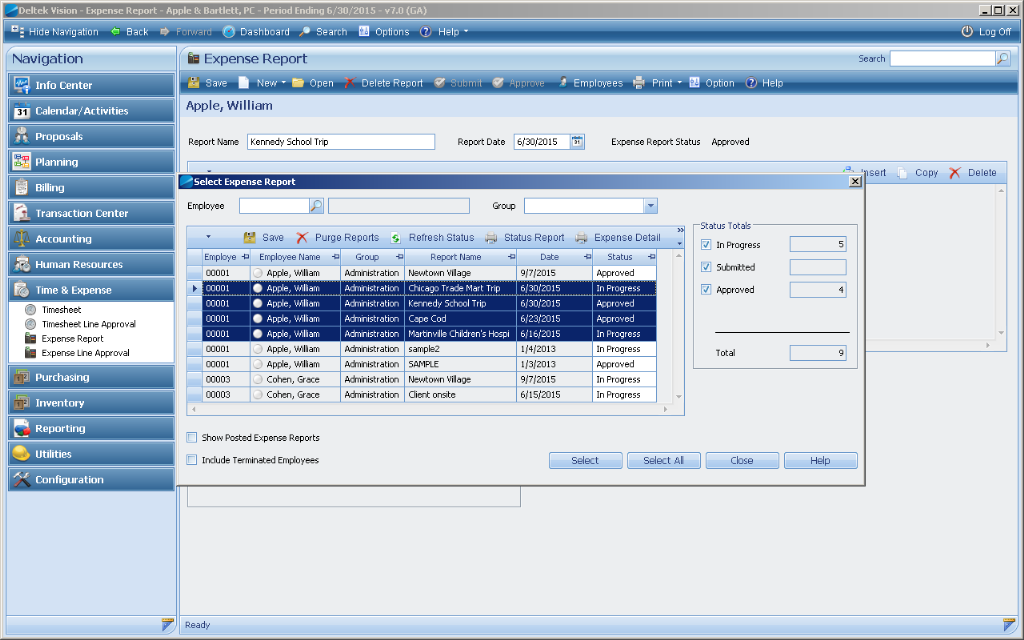 Deltek Vision - Expense Report - Apple & Bartlett, PC - Period Ending 6/30/2015 - v7.0 (GA)
Hide Navigation Back Forward Dashboard Search Options Help Log Off
Navigation
Info Center
31 Calendar/Activities
Proposals
Planning
Billing
Transaction Center
Accounting
Human Resources
Time & Expense
Timesheet
Timesheet Line Approval
Expense Report
Expense Line Approval
Purchasing
Inventory
Reporting
Utilities
Configuration
Expense Report Search
Save New Open Delete Report Submit Approve Employees Print Option Help
Apple, William
Report Name Kennedy School Trip Report Date 6/30/2015 Expense Report Status Approved
Insert Copy Delete
Select Expense Report
Employee Group
Save Purge Reports Refresh Status Status Report Expense Detail
Employe Employee Name Group Report Name Date Status
00001 Apple, William Administration Newtown Village 9/7/2015 Approved
00001 Apple, William Administration Chicago Trade Mart Trip 6/30/2015 In Progress
00001 Apple, William Administration Kennedy School Trip 6/30/2015 Approved
00001 Apple, William Administration Cape Cod 6/23/2015 Approved
00001 Apple, William Administration Martinville Children's Hospi 6/16/2015 In Progress
00001 Apple, William Administration sample2 1/4/2013 In Progress
00001 Apple, William Administration SAMPLE 1/3/2013 Approved
00003 Cohen, Grace Administration Newtown Village 9/7/2015 In Progress
00003 Cohen, Grace Administration Client onsite 6/15/2015 In Progress
Status Totals
In Progress 5
Submitted
Approved 4
Total 9
Show Posted Expense Reports
Include Terminated Employees
Select Select All Close Help
Ready